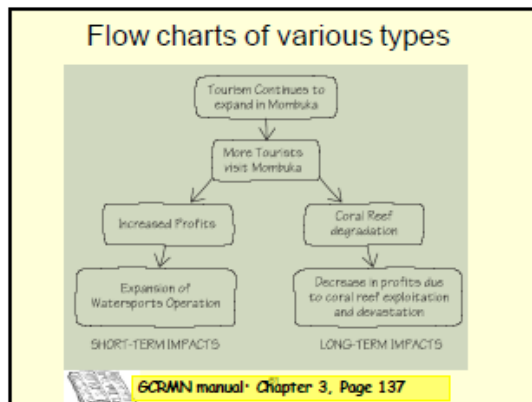 Flow charts of various types
Tourism Continues to
expand in Mombuka
More Tourists
visit Mombuka
Increased Profits
Coral Reef
degradation
Expansion of
Watersports Operation
Decrease in profits due
to coral reef exploitation
and devastation
SHORT-TERM IMPACTS
LONG-TERM IMPACTS
GCRMN manual· Chapter 3, Page 137